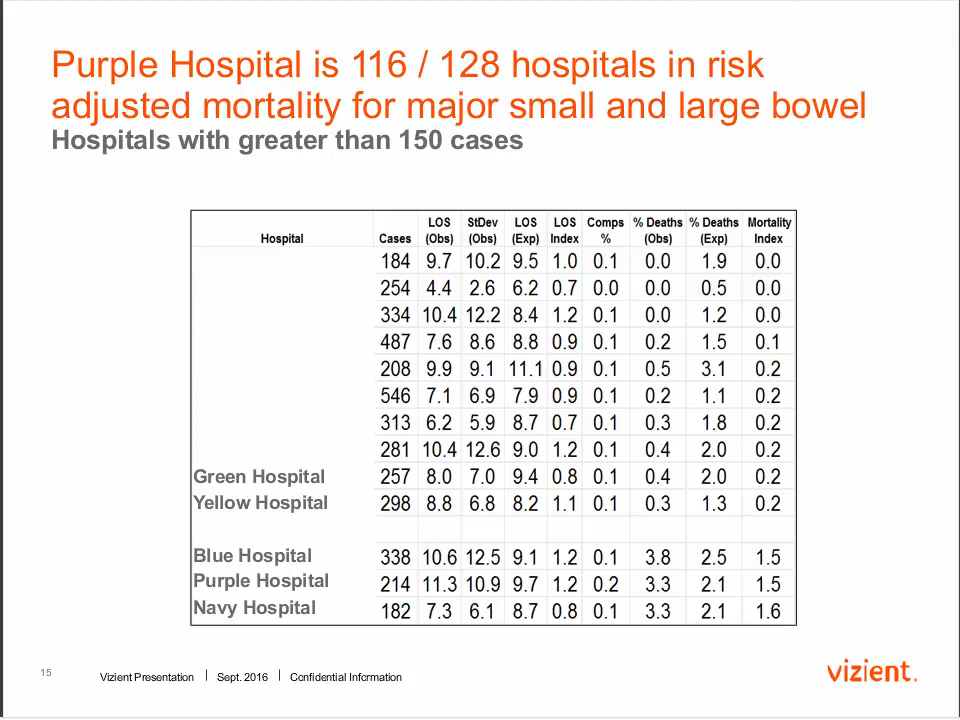 Purple Hospital is 116 / 128 hospitals in risk
adjusted mortality for major small and large bowel
Hospitals with greater than 150 cases
Hospital Cases LOS (Obs) StDev (Obs) LOS (Exp) LOS Index Comps % % Deaths (Obs) % Deaths (Exp) Mortality Index
184 9.7 10.2 9.5 1.0 0.1 0.0 1.9 0.0
254 4.4 2.6 6.2 0.7 0.0 0.0 0.5 0.0
334 10.4 12.2 8.4 1.2 0.1 0.0 1.2 0.0
487 7.6 8.6 8.8 0.9 0.1 0.2 1.5 0.1
208 9.9 9.1 11.1 0.9 0.1 0.5 3.1 0.2
546 7.1 6.9 7.9 0.9 0.1 0.2 1.1 0.2
313 6.2 5.9 8.7 0.7 0.1 0.3 1.8 0.2
281 10.4 12.6 9.0 1.2 0.1 0.4 2.0 0.2
Green Hospital 257 8.0 7.0 9.4 0.8 0.1 0.4 2.0 0.2
Yellow Hospital 298 8.8 6.8 8.2 1.1 0.1 0.3 1.3 0.2
Blue Hospital 338 10.6 12.5 9.1 1.2 0.1 3.8 2.5 1.5
Purple Hospital 214 11.3 10.9 9.7 1.2 0.2 3.3 2.1 1.5
Navy Hospital 182 7.3 6.1 8.7 0.8 0.1 3.3 2.1 1.6
15 Vizient Presentation | Sept. 2016 | Confidential Information
vizient.